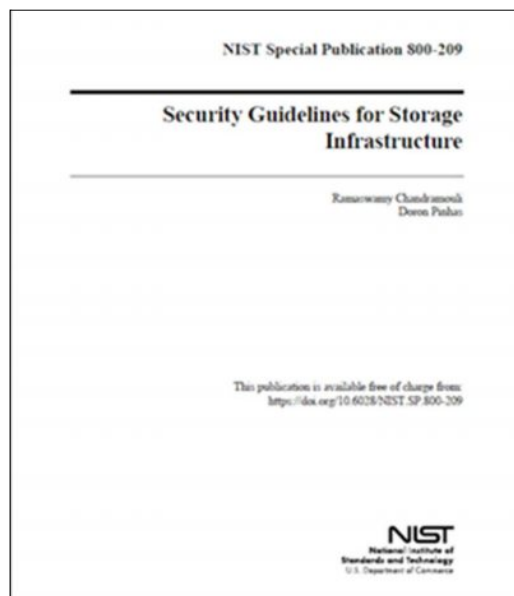 NIST Special Publication 800-209
Security Guidelines for Storage
Infrastructure
Ramaswamy Chandramouli
Doron Pinhas
This publication is available free of charge from:
https://doi.org/10.6028/NIST.SP.800-209
NIST
National Institute of
Standards and Technology
U.S. Department of Commerce